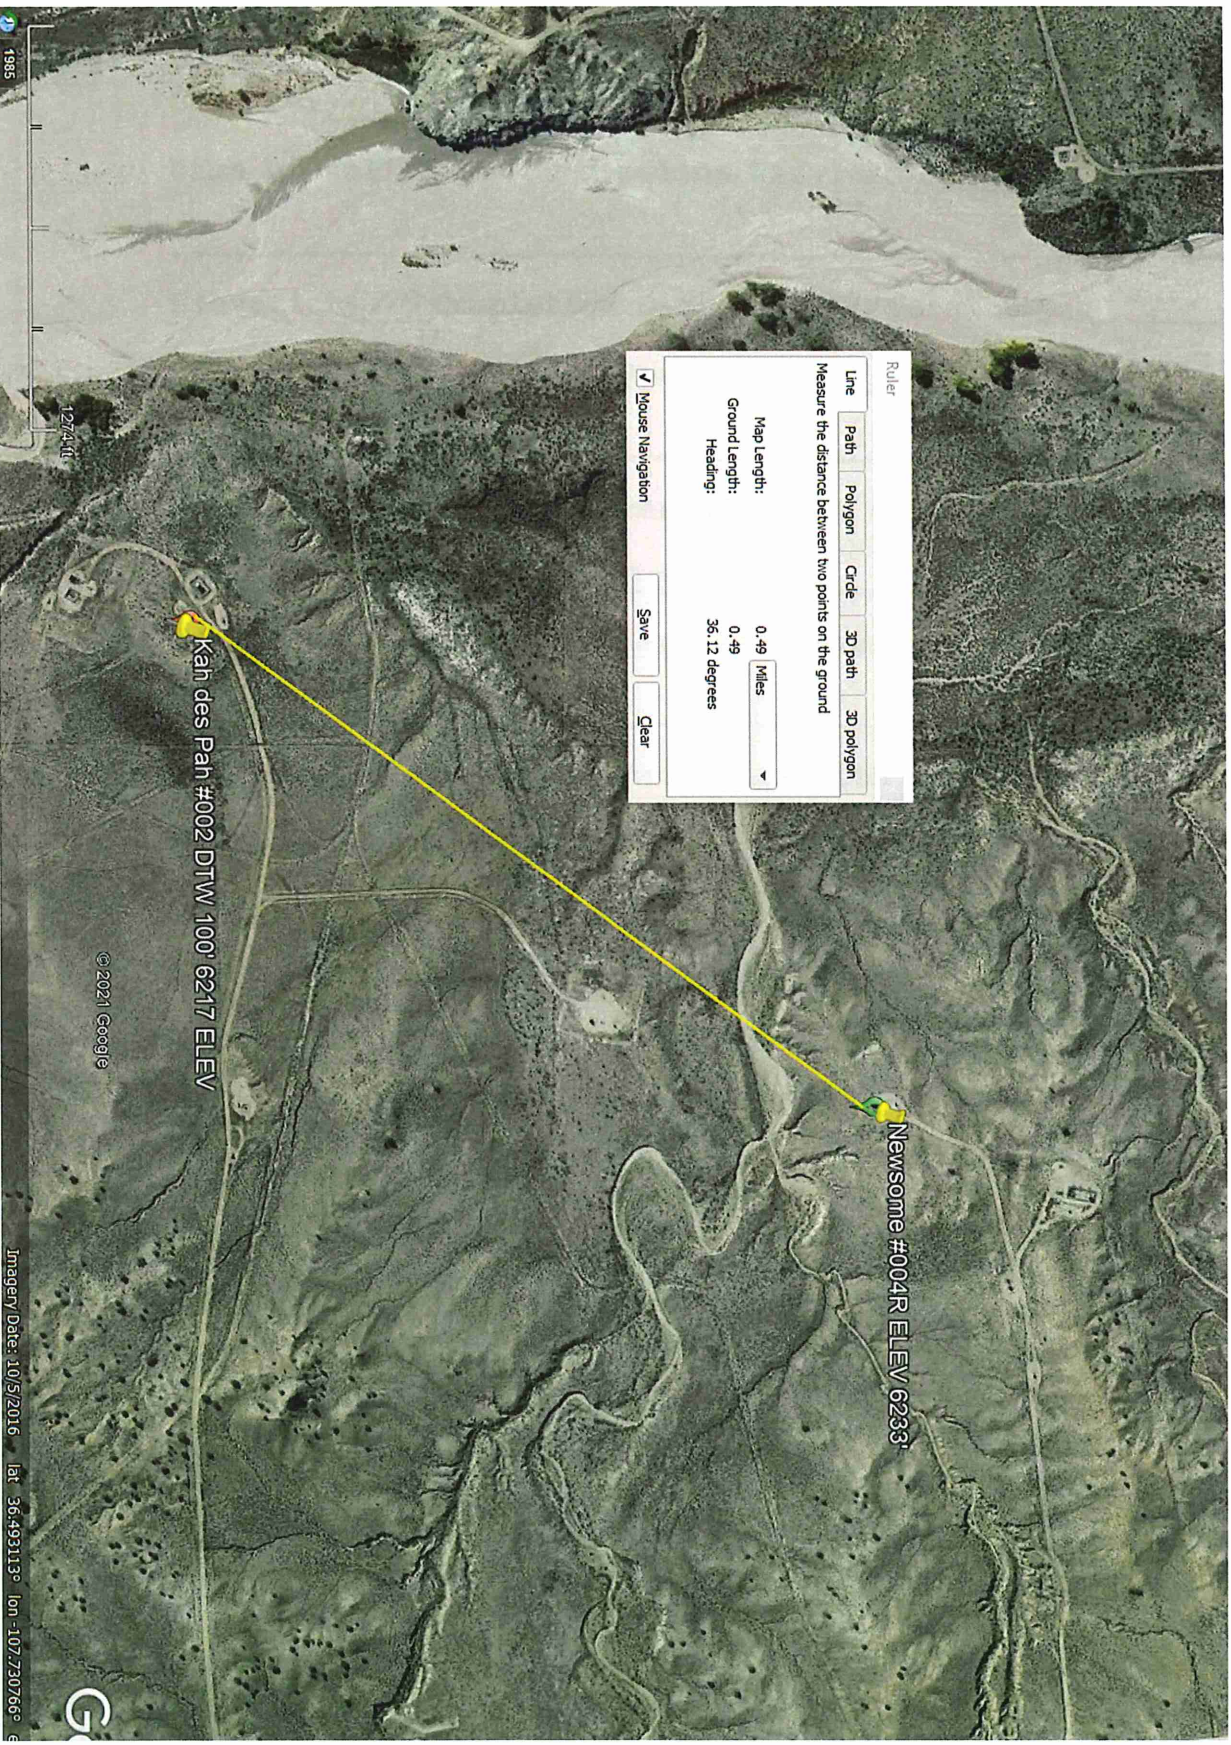 Ruler
Line Path Polygon Circle 3D path 3D polygon
Measure the distance between two points on the ground
Map Length: 0.49 Miles
Ground Length: 0.49
Heading: 36.12 degrees
Mouse Navigation Save Clear
Newsome #004R ELEV 6233'
Kah des Pah #002 DTW 100' 6217 ELEV
© 2021 Google
1274 ft
1985
Imagery Date: 10/5/2016 lat 36.493113° lon -107.730766°